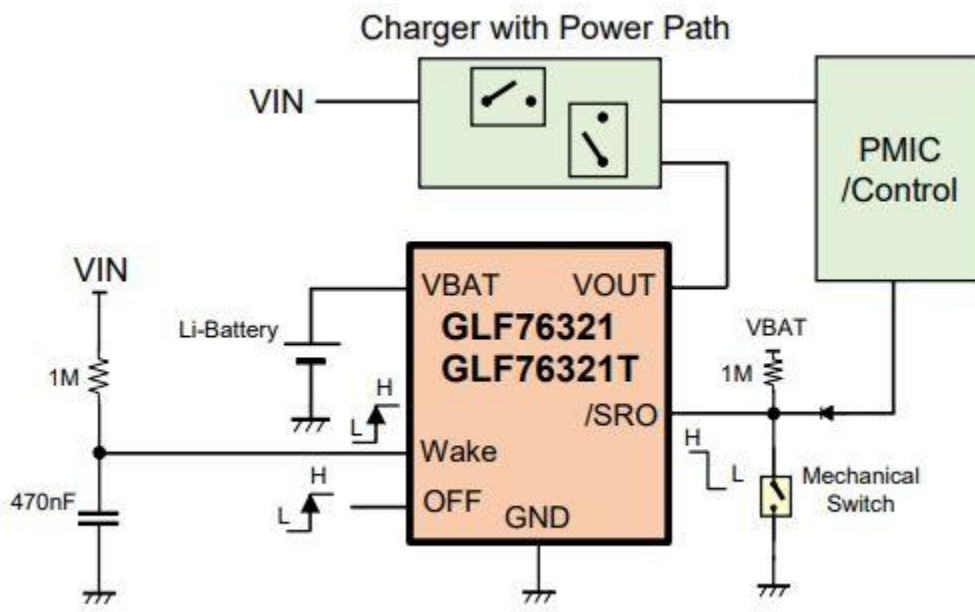 Charger with Power Path
VIN
PMIC
/Control
VIN
1M
470nF
Li-Battery
VBAT
VOUT
GLF76321
GLF76321T
/SRO
Wake
OFF
GND
L
H
L
H
VBAT
1M
H
L
Mechanical
Switch